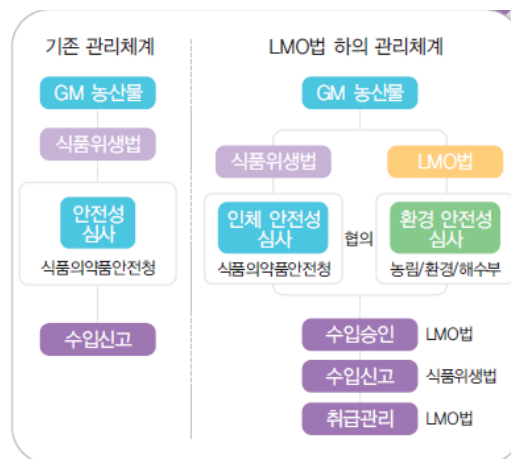 기존 관리체계
GM 농산물
식품위생법
안전성
심사
식품의약품안전청
수입신고
LMO법 하의 관리체계
GM 농산물
식품위생법
LMO법
인체 안전성
심사
식품의약품안전청
협의
환경 안전성
심사
농림/환경/해수부
수입승인 LMO법
수입신고 식품위생법
취급관리 LMO법